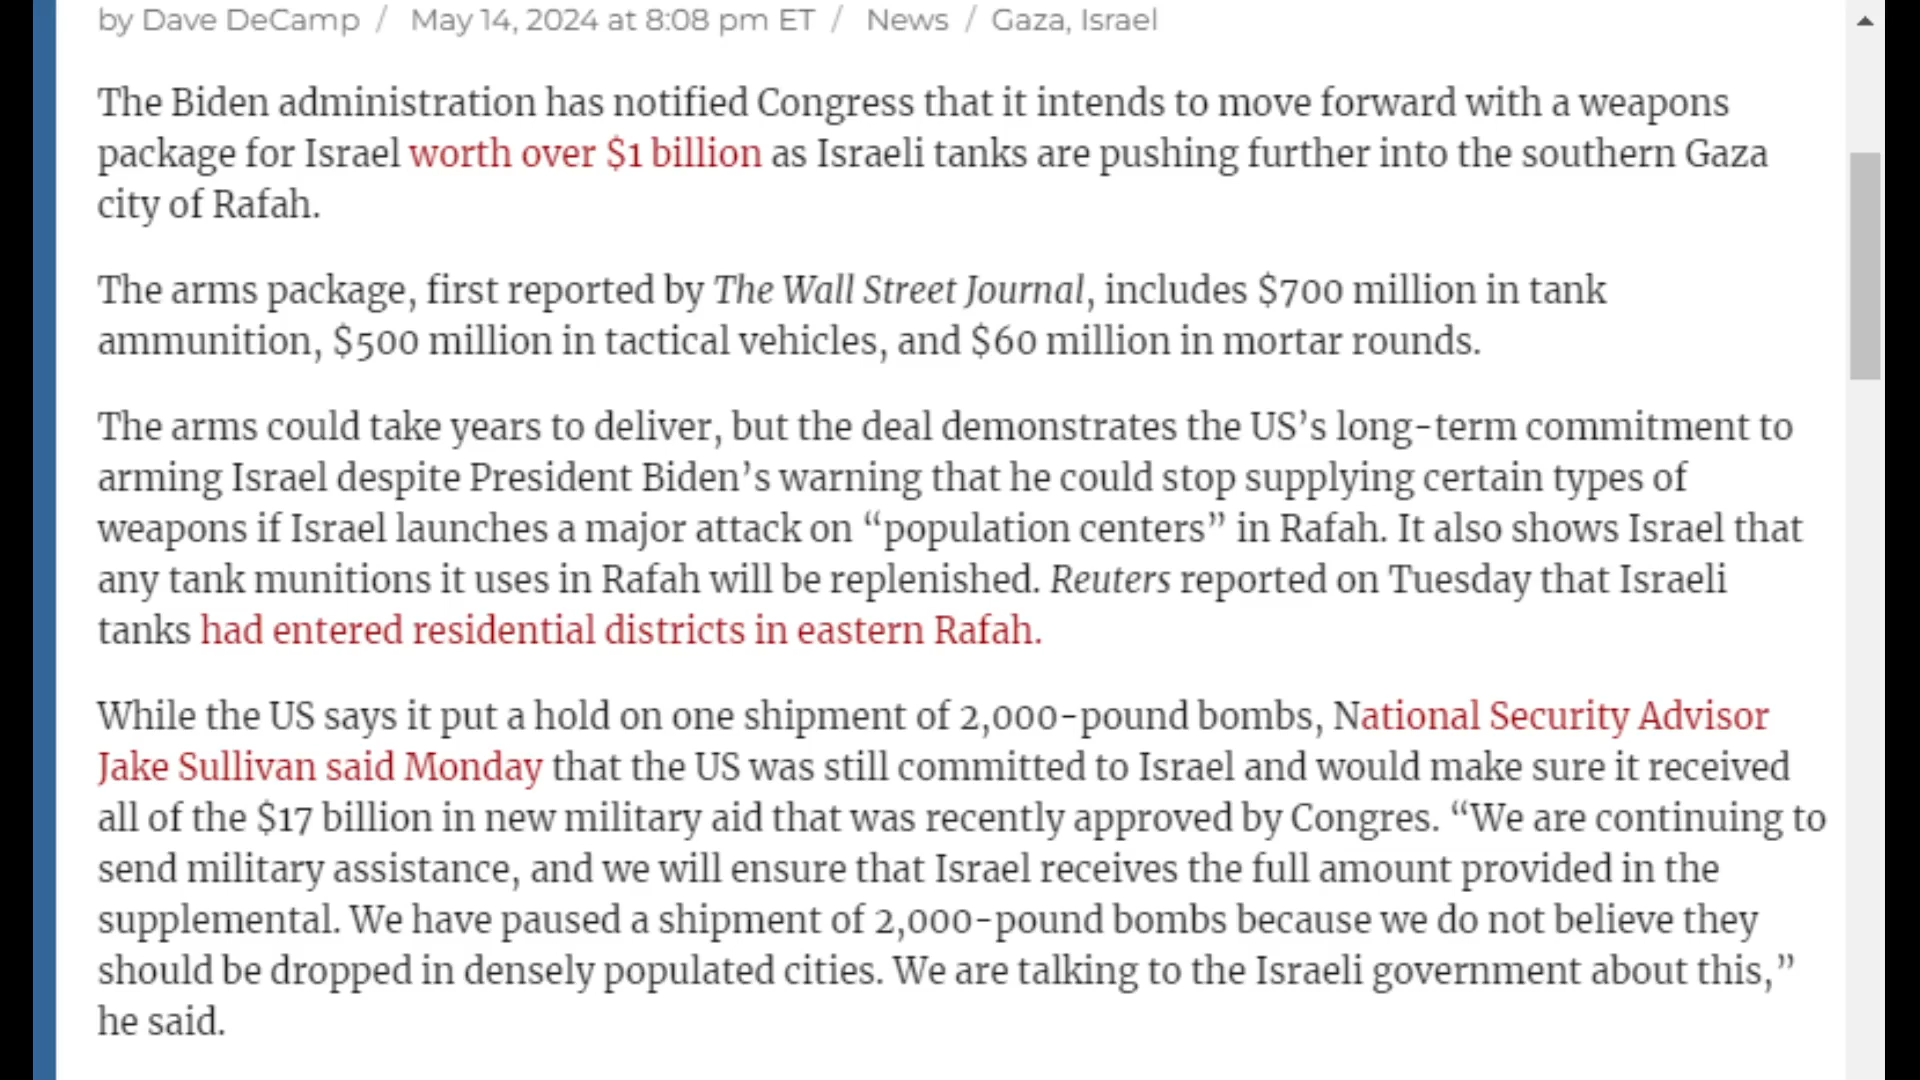 by Dave DeCamp / May 14, 2024 at 8:08 pm ET / News / Gaza, Israel
The Biden administration has notified Congress that it intends to move forward with a weapons
package for Israel worth over $1 billion as Israeli tanks are pushing further into the southern Gaza
city of Rafah.
The arms package, first reported by The Wall Street Journal, includes $700 million in tank
ammunition, $500 million in tactical vehicles, and $60 million in mortar rounds.
The arms could take years to deliver, but the deal demonstrates the US’s long-term commitment to
arming Israel despite President Biden’s warning that he could stop supplying certain types of
weapons if Israel launches a major attack on “population centers” in Rafah. It also shows Israel that
any tank munitions it uses in Rafah will be replenished. Reuters reported on Tuesday that Israeli
tanks had entered residential districts in eastern Rafah.
While the US says it put a hold on one shipment of 2,000-pound bombs, National Security Advisor
Jake Sullivan said Monday that the US was still committed to Israel and would make sure it received
all of the $17 billion in new military aid that was recently approved by Congres. “We are continuing to
send military assistance, and we will ensure that Israel receives the full amount provided in the
supplemental. We have paused a shipment of 2,000-pound bombs because we do not believe they
should be dropped in densely populated cities. We are talking to the Israeli government about this,”
he said.